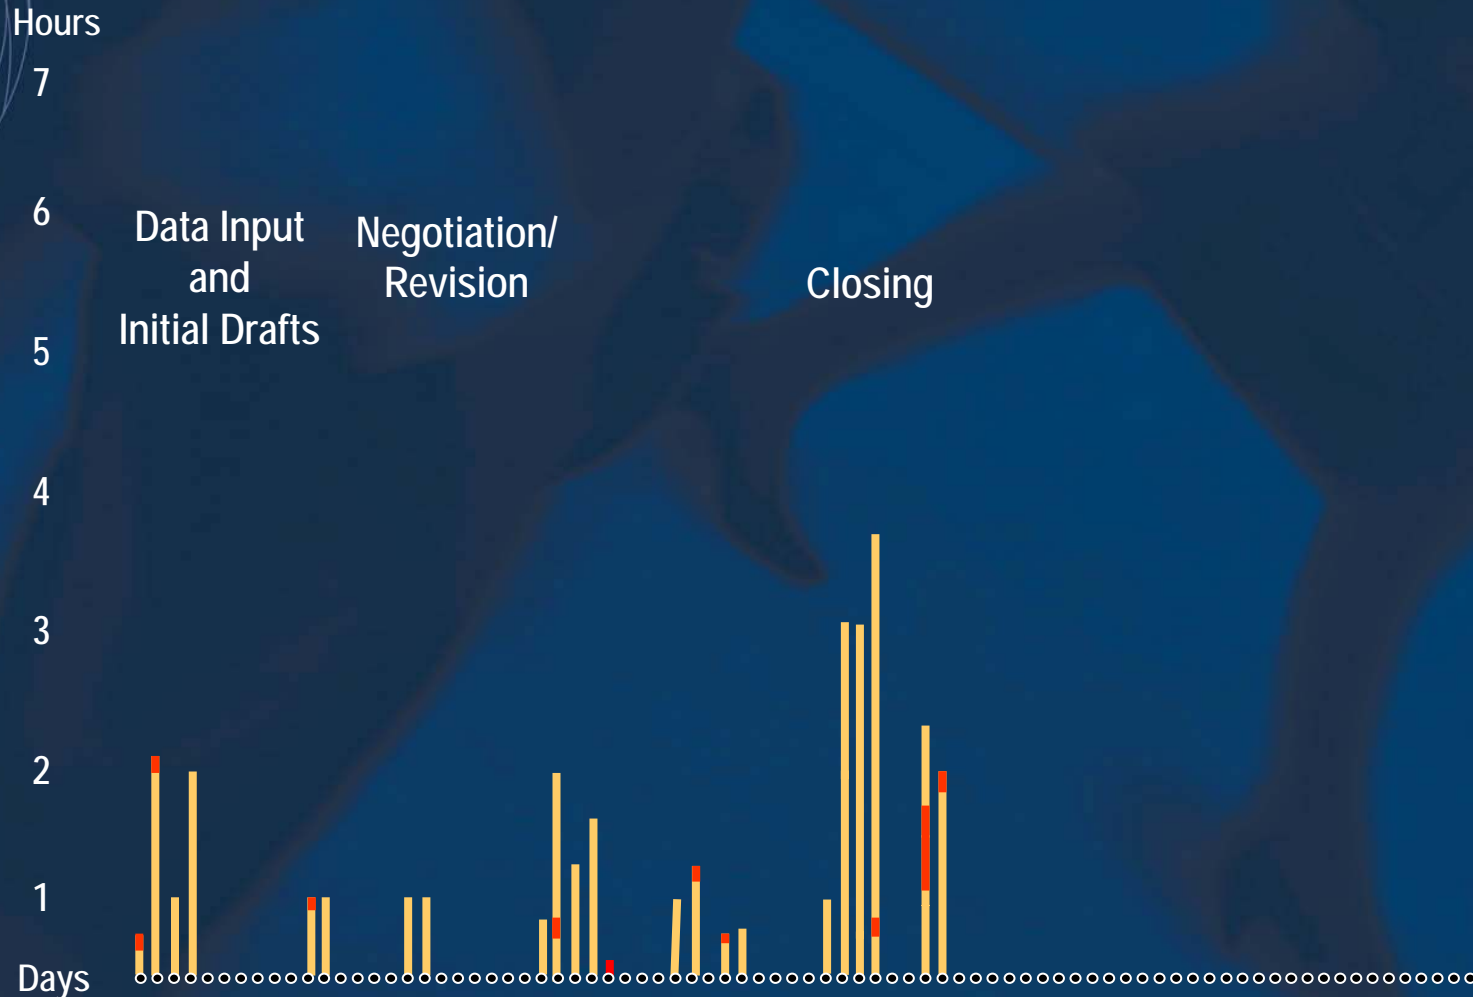 Hours
7
6
Data Input
and
Initial Drafts
Negotiation/
Revision
Closing
5
4
3
2
1
Days